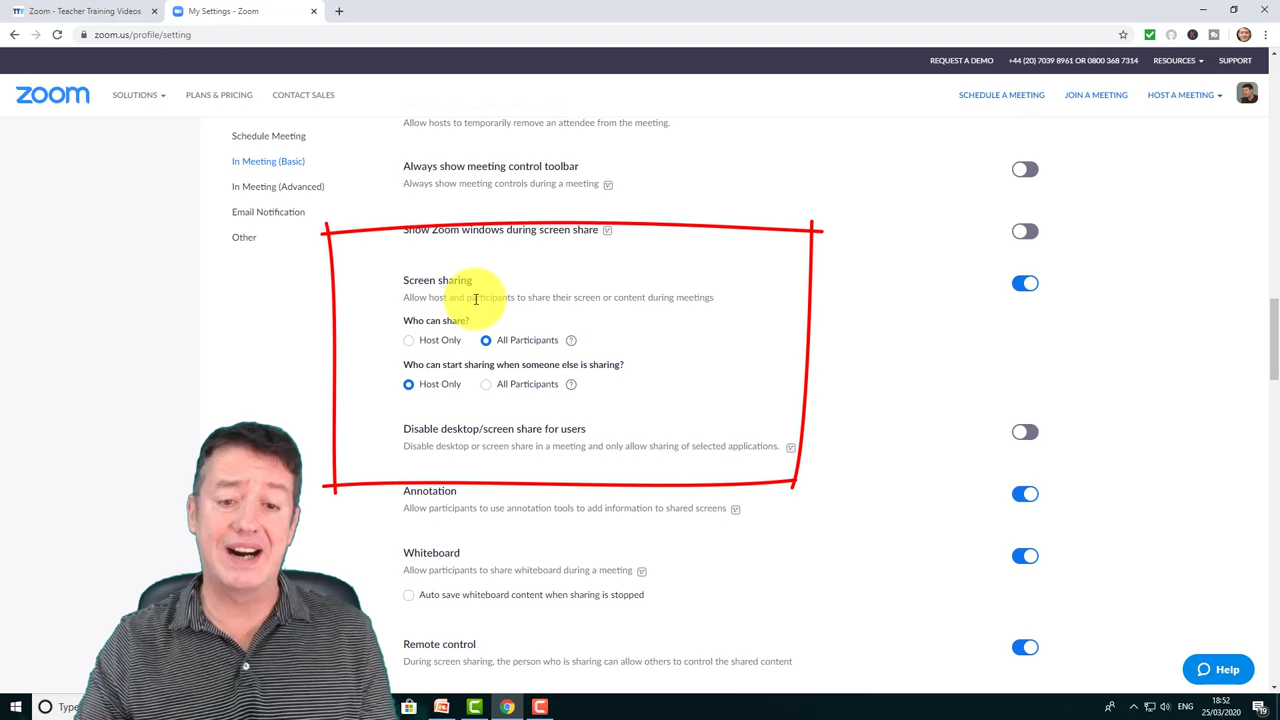 Zoom - Teacher Training Videos
My Settings - Zoom
zoom.us/profile/setting
REQUEST A DEMO +44 (20) 7039 8961 OR 0800 368 7314 RESOURCES SUPPORT
zoom SOLUTIONS PLANS & PRICING CONTACT SALES SCHEDULE A MEETING JOIN A MEETING HOST A MEETING
Schedule Meeting
In Meeting (Basic)
In Meeting (Advanced)
Email Notification
Other
Allow hosts to temporarily remove an attendee from the meeting.
Always show meeting control toolbar
Always show meeting controls during a meeting
Show Zoom windows during screen share
Screen sharing
Allow host and participants to share their screen or content during meetings
Who can share?
Host Only All Participants
Who can start sharing when someone else is sharing?
Host Only All Participants
Disable desktop/screen share for users
Disable desktop or screen share in a meeting and only allow sharing of selected applications.
Annotation
Allow participants to use annotation tools to add information to shared screens
Whiteboard
Allow participants to share whiteboard during a meeting
Auto save whiteboard content when sharing is stopped
Remote control
During screen sharing, the person who is sharing can allow others to control the shared content
Help
Type
ENG
18:52
25/03/2020